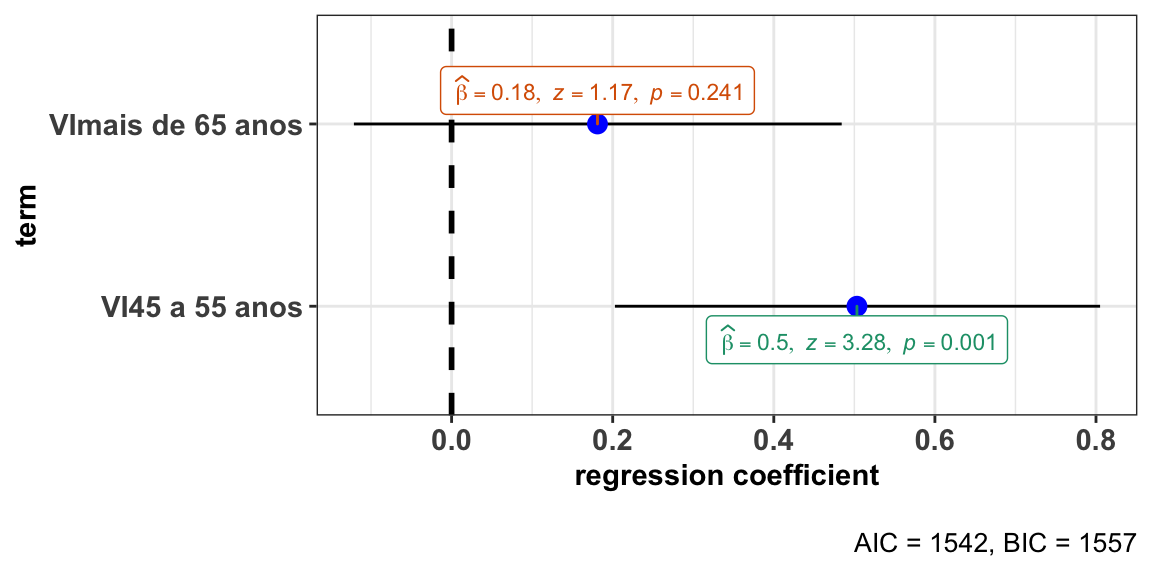 β̂ = 0.18, z = 1.17, p = 0.241
VImais de 65 anos
term
VI45 a 55 anos
β̂ = 0.5, z = 3.28, p = 0.001
0.0 0.2 0.4 0.6 0.8
regression coefficient
AIC = 1542, BIC = 1557